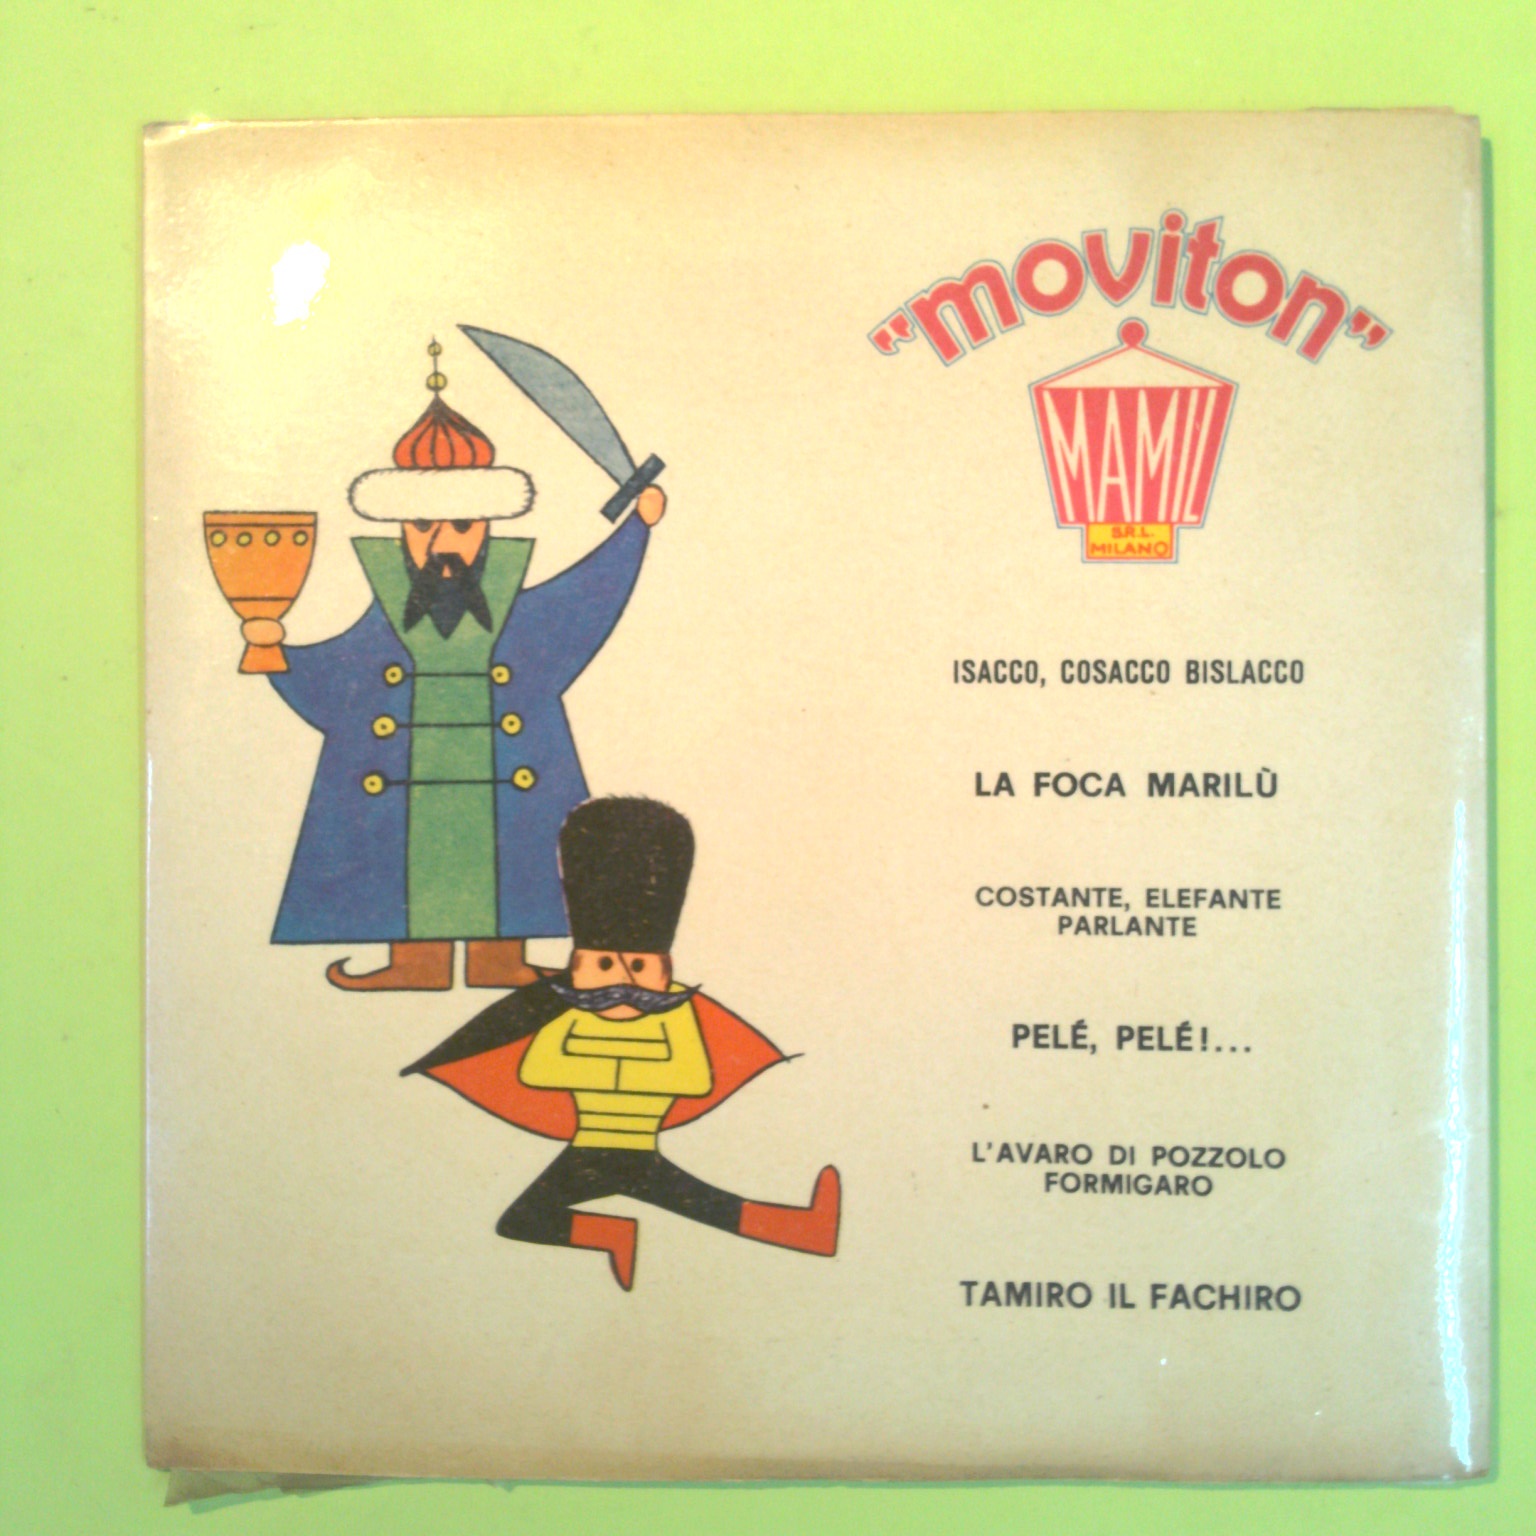 "moviton"
MAMIL
S.R.L.
MILANO
ISACCO, COSACCO BISLACCO
LA FOCA MARILÙ
COSTANTE, ELEFANTE
PARLANTE
PELÉ, PELÉ!...
L'AVARO DI POZZOLO
FORMIGARO
TAMIRO IL FACHIRO